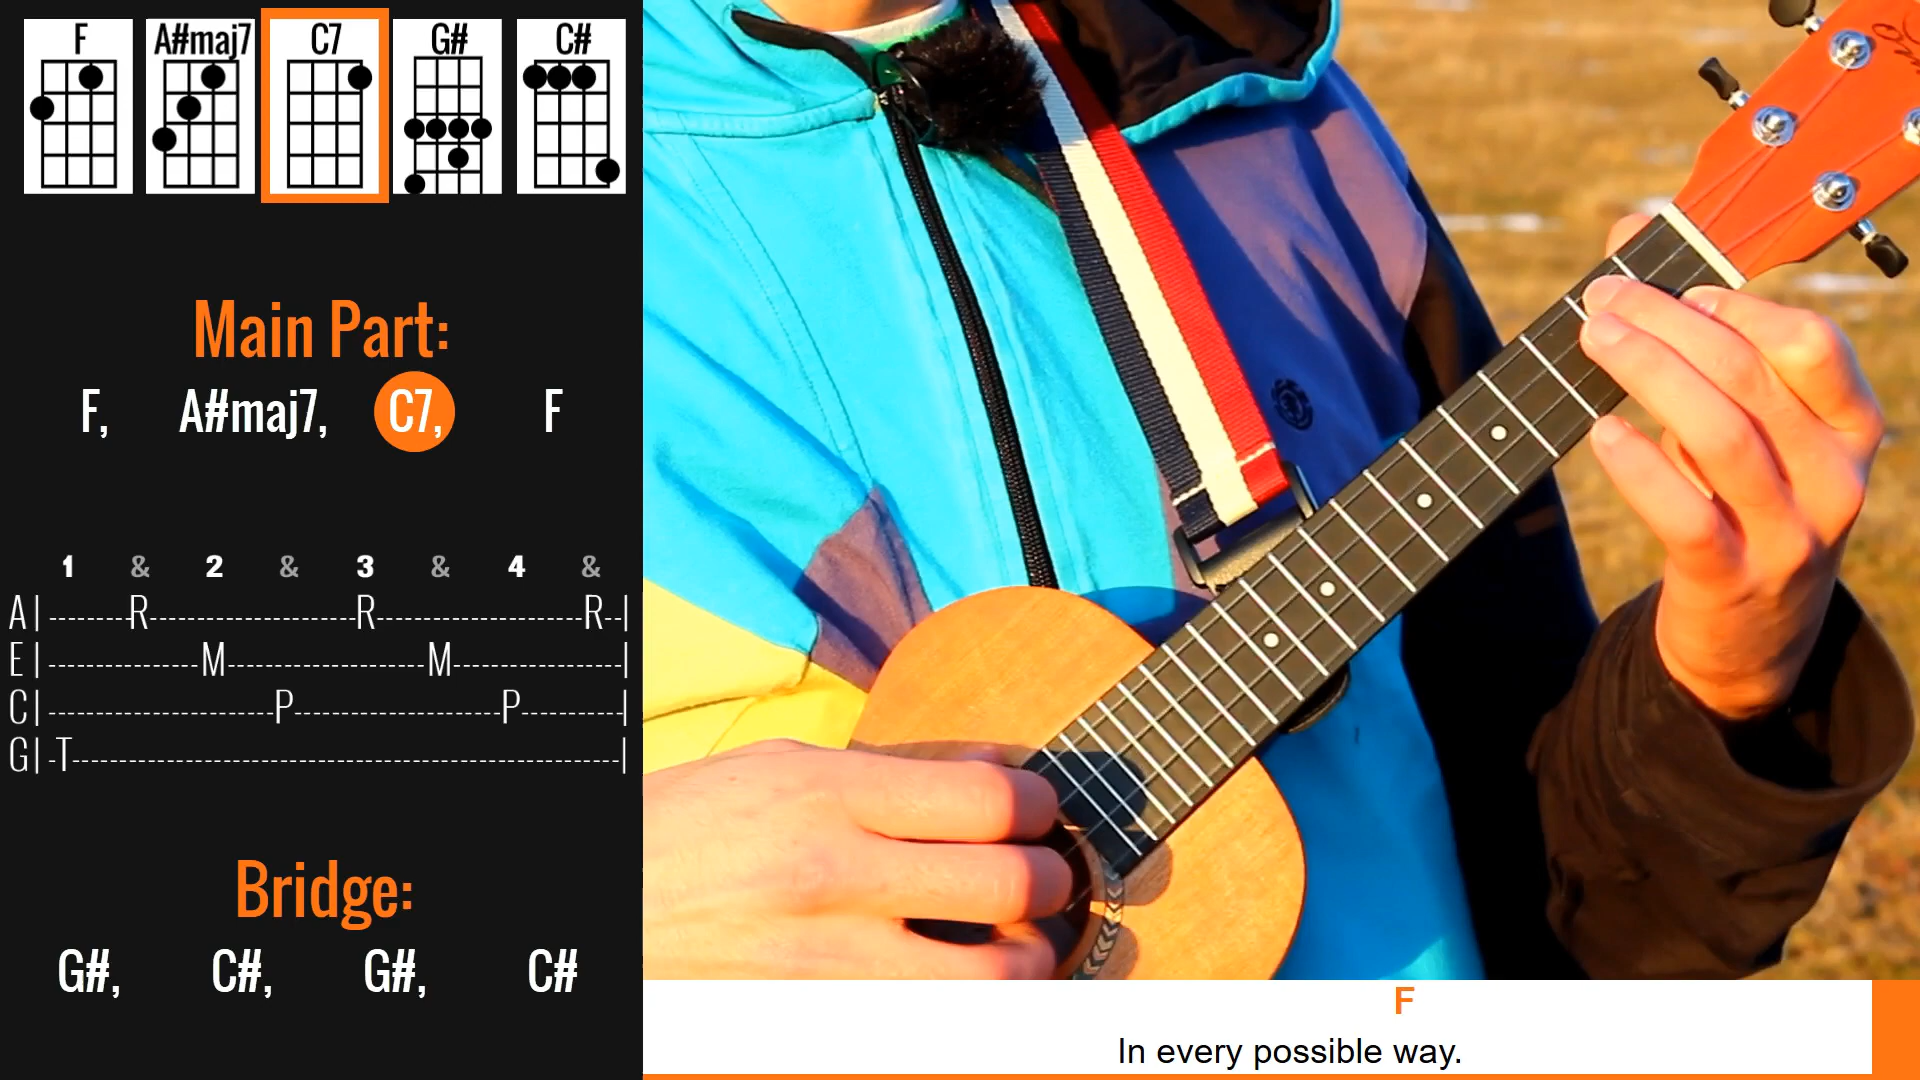 F A#maj7 C7 G# C#
Main Part:
F, A#maj7, C7, F
1 & 2 & 3 & 4 &
A|--------R----------------------R----------------------R--|
E|---------------M---------------------M-------------------|
C|-----------------------P---------------------P-----------|
G|-T-------------------------------------------------------|
Bridge:
G#, C#, G#, C#
F
In every possible way.